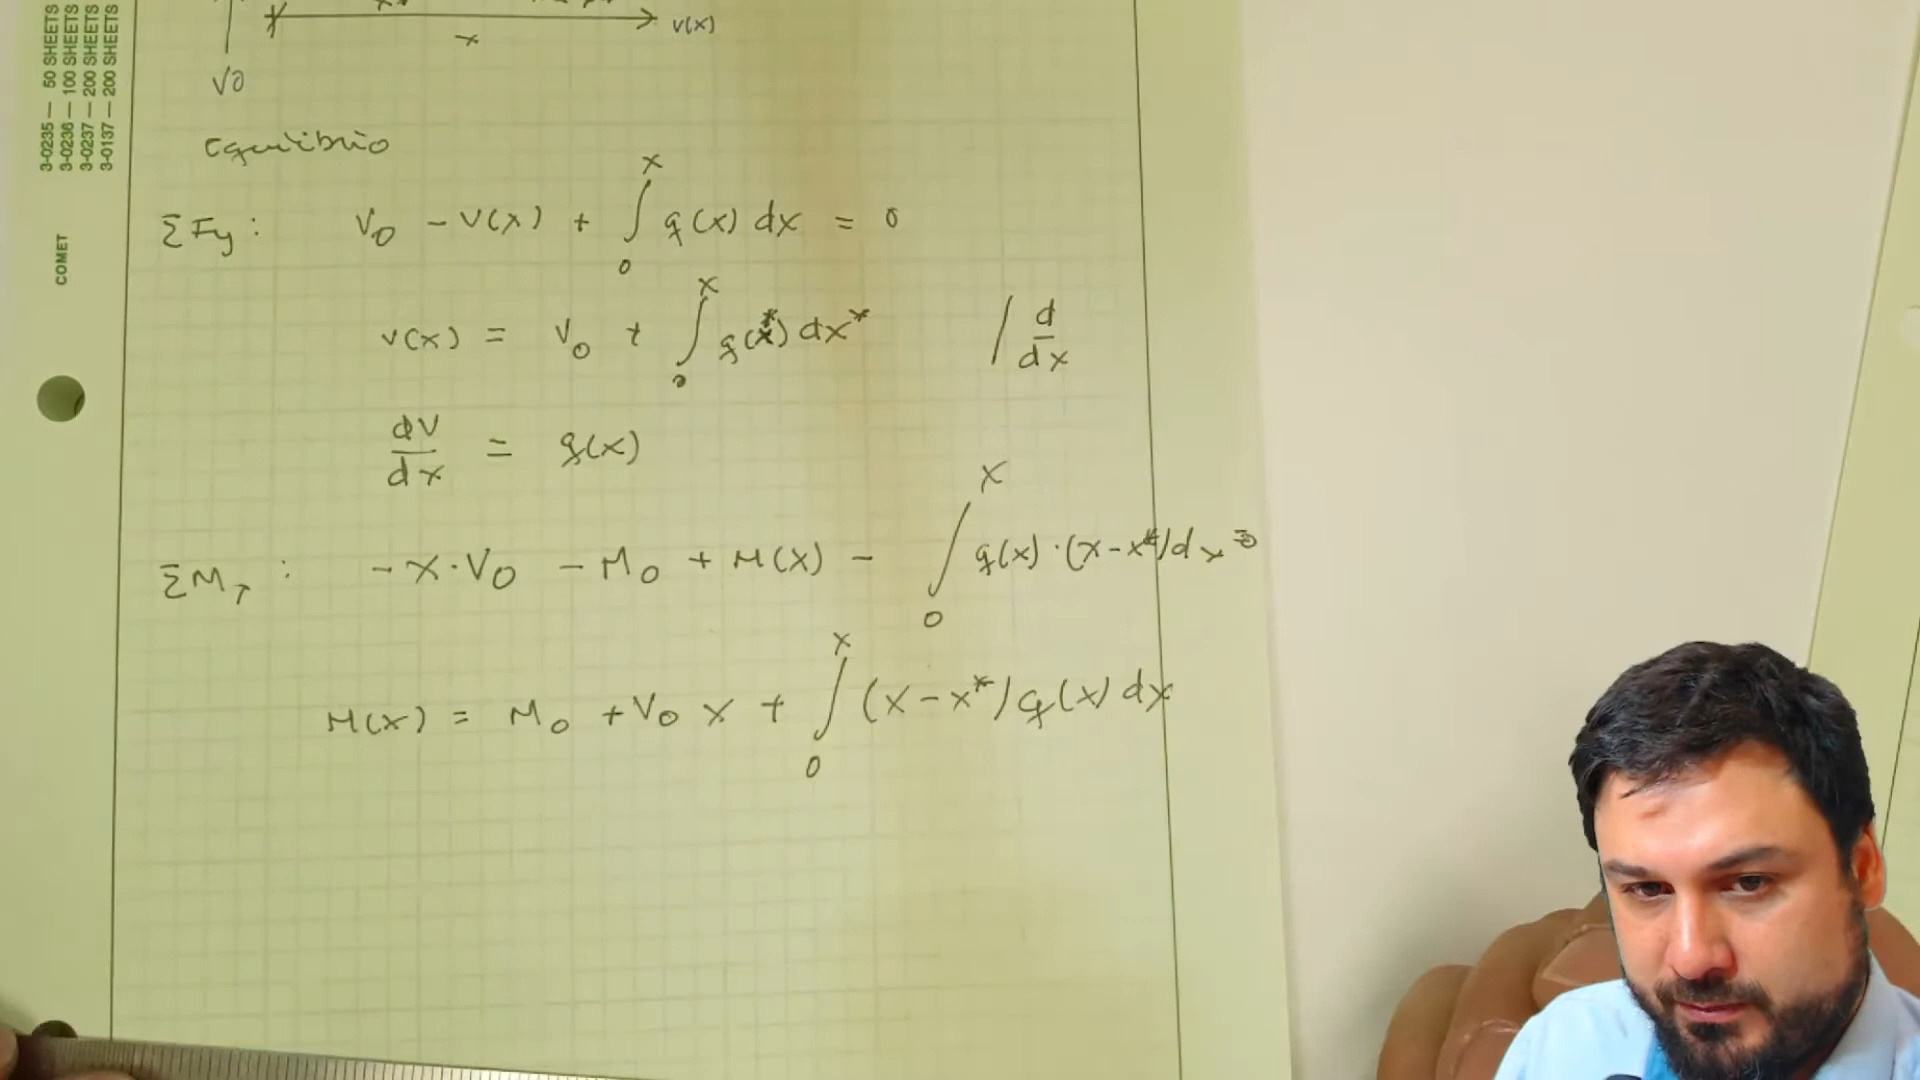 3-0235 — 50 SHEETS
3-0236 — 100 SHEETS
3-0237 — 200 SHEETS
3-0137 — 200 SHEETS
COMET
x
V(x)
V0
Equilibrio
ΣFy: V0 - V(x) + ∫₀ˣ q(x) dx = 0
V(x) = V0 + ∫₀ˣ q(x*) dx* / d/dx
dV/dx = q(x)
ΣMT: -x·V0 - M0 + M(x) - ∫₀ˣ q(x)·(x-x*)dx=0
M(x) = M0 + V0 x + ∫₀ˣ (x-x*)q(x) dx